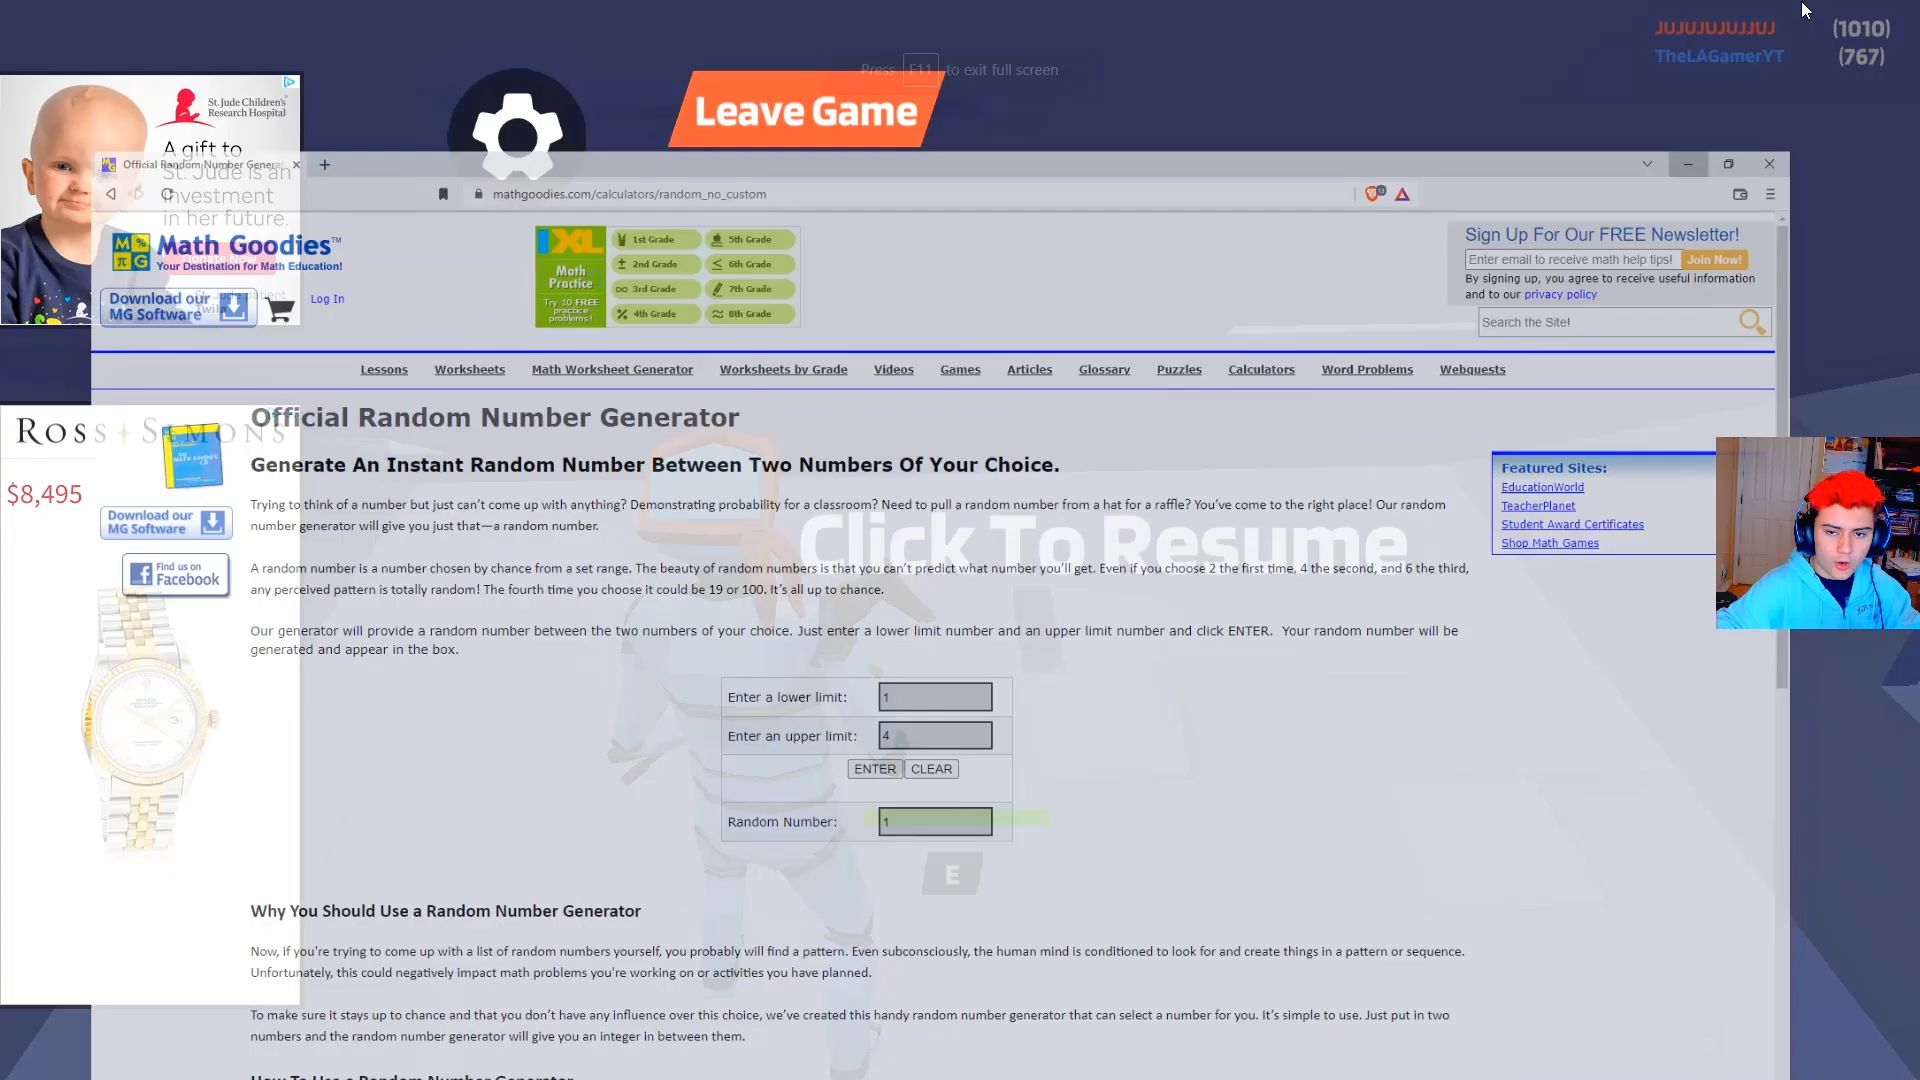 JUJUJUJUJJUJ (1010)
TheLAGamerYT (767)
Press F11 to exit full screen
Leave Game
St. Jude Children's
Research Hospital
A gift to
St. Jude is an
investment
in her future.
Donate Now
St. Jude patient
Twila
Official Random Number Genera
mathgoodies.com/calculators/random_no_custom
Math Goodies™
Your Destination for Math Education!
Download our
MG Software
Log In
IXL
Math
Practice
Try 10 FREE
practice
problems!
1st Grade
5th Grade
2nd Grade
6th Grade
3rd Grade
7th Grade
4th Grade
8th Grade
Sign Up For Our FREE Newsletter!
Enter email to receive math help tips! Join Now!
By signing up, you agree to receive useful information
and to our privacy policy
Search the Site!
Lessons Worksheets Math Worksheet Generator Worksheets by Grade Videos Games Articles Glossary Puzzles Calculators Word Problems Webquests
Official Random Number Generator
Generate An Instant Random Number Between Two Numbers Of Your Choice.
Trying to think of a number but just can't come up with anything? Demonstrating probability for a classroom? Need to pull a random number from a hat for a raffle? You've come to the right place! Our random
number generator will give you just that—a random number.
A random number is a number chosen by chance from a set range. The beauty of random numbers is that you can't predict what number you'll get. Even if you choose 2 the first time, 4 the second, and 6 the third,
any perceived pattern is totally random! The fourth time you choose it could be 19 or 100. It's all up to chance.
Our generator will provide a random number between the two numbers of your choice. Just enter a lower limit number and an upper limit number and click ENTER. Your random number will be
generated and appear in the box.
Click To Resume
Ross + Simons
$8,495
Download our
MG Software
Find us on
Facebook
Featured Sites:
EducationWorld
TeacherPlanet
Student Award Certificates
Shop Math Games
Enter a lower limit: 1
Enter an upper limit: 4
ENTER CLEAR
Random Number: 1
E
Why You Should Use a Random Number Generator
Now, if you're trying to come up with a list of random numbers yourself, you probably will find a pattern. Even subconsciously, the human mind is conditioned to look for and create things in a pattern or sequence.
Unfortunately, this could negatively impact math problems you're working on or activities you have planned.
To make sure it stays up to chance and that you don't have any influence over this choice, we've created this handy random number generator that can select a number for you. It's simple to use. Just put in two
numbers and the random number generator will give you an integer in between them.
How To Use a Random Number Generator